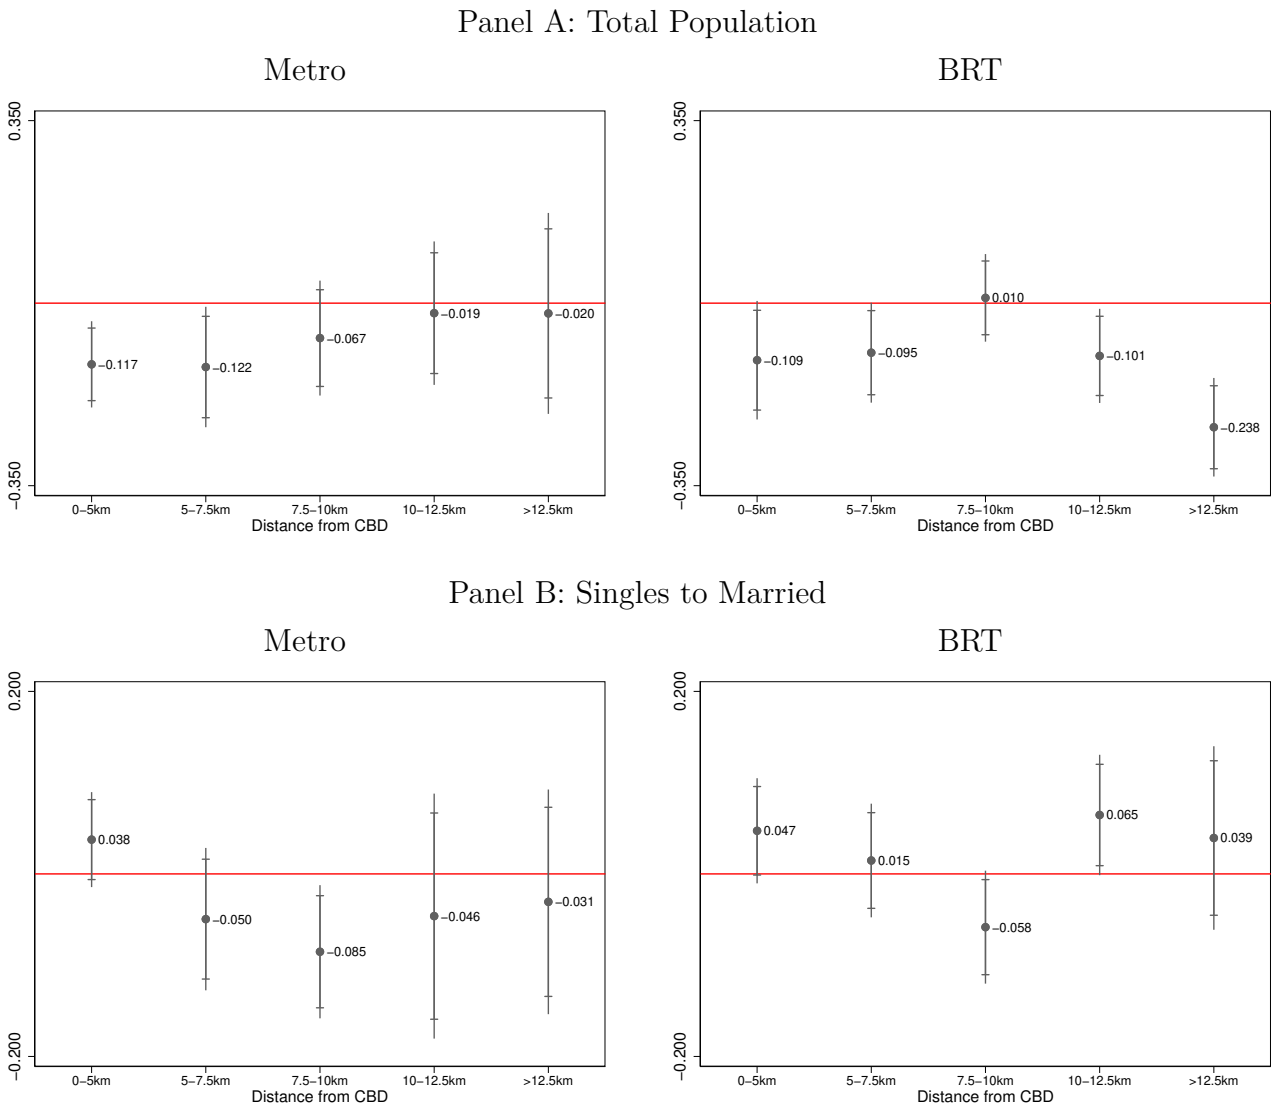 Panel A: Total Population
Metro
BRT
0.350
−0.350
−0.117
−0.122
−0.067
−0.019
−0.020
0−5km
5−7.5km
7.5−10km
10−12.5km
>12.5km
Distance from CBD
0.350
−0.350
−0.109
−0.095
0.010
−0.101
−0.238
0−5km
5−7.5km
7.5−10km
10−12.5km
>12.5km
Distance from CBD
Panel B: Singles to Married
Metro
BRT
0.200
−0.200
0.038
−0.050
−0.085
−0.046
−0.031
0−5km
5−7.5km
7.5−10km
10−12.5km
>12.5km
Distance from CBD
0.200
−0.200
0.047
0.015
−0.058
0.065
0.039
0−5km
5−7.5km
7.5−10km
10−12.5km
>12.5km
Distance from CBD